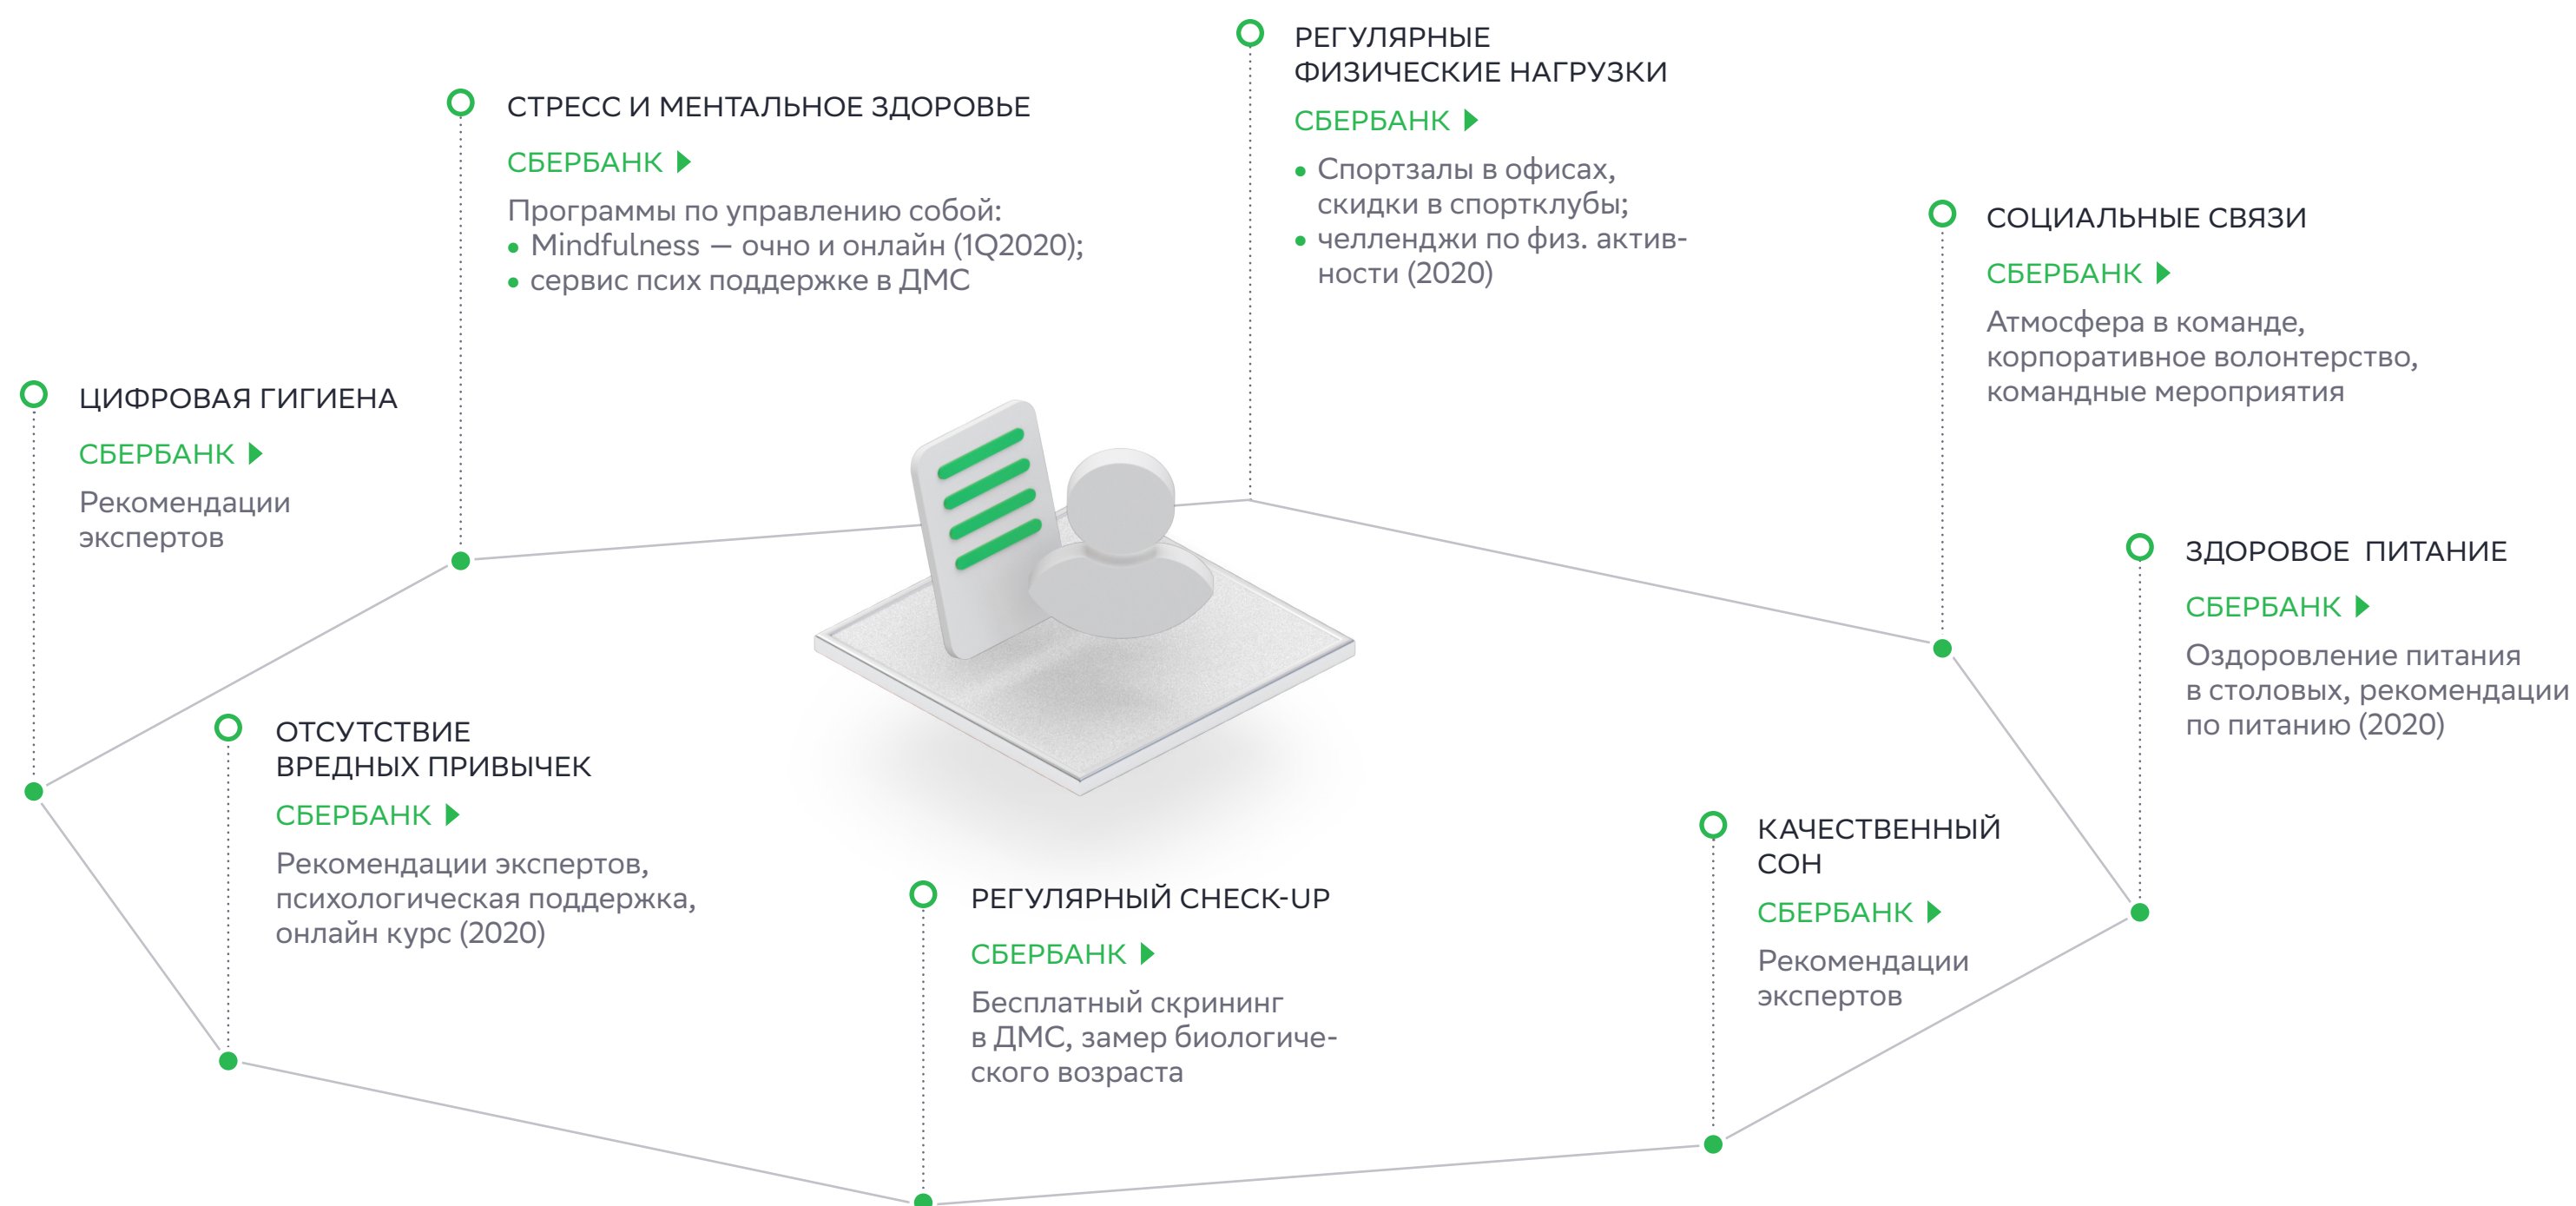 РЕГУЛЯРНЫЕ
ФИЗИЧЕСКИЕ НАГРУЗКИ
СБЕРБАНК
• Спортзалы в офисах,
скидки в спортклубы;
• челленджи по физ. актив-
ности (2020)
СТРЕСС И МЕНТАЛЬНОЕ ЗДОРОВЬЕ
СБЕРБАНК
Программы по управлению собой:
• Mindfulness — очно и онлайн (1Q2020);
• сервис псих поддержке в ДМС
СОЦИАЛЬНЫЕ СВЯЗИ
СБЕРБАНК
Атмосфера в команде,
корпоративное волонтерство,
командные мероприятия
ЦИФРОВАЯ ГИГИЕНА
СБЕРБАНК
Рекомендации
экспертов
ЗДОРОВОЕ ПИТАНИЕ
СБЕРБАНК
Оздоровление питания
в столовых, рекомендации
по питанию (2020)
ОТСУТСТВИЕ
ВРЕДНЫХ ПРИВЫЧЕК
СБЕРБАНК
Рекомендации экспертов,
психологическая поддержка,
онлайн курс (2020)
КАЧЕСТВЕННЫЙ
СОН
СБЕРБАНК
Рекомендации
экспертов
РЕГУЛЯРНЫЙ CHECK-UP
СБЕРБАНК
Бесплатный скрининг
в ДМС, замер биологиче-
ского возраста